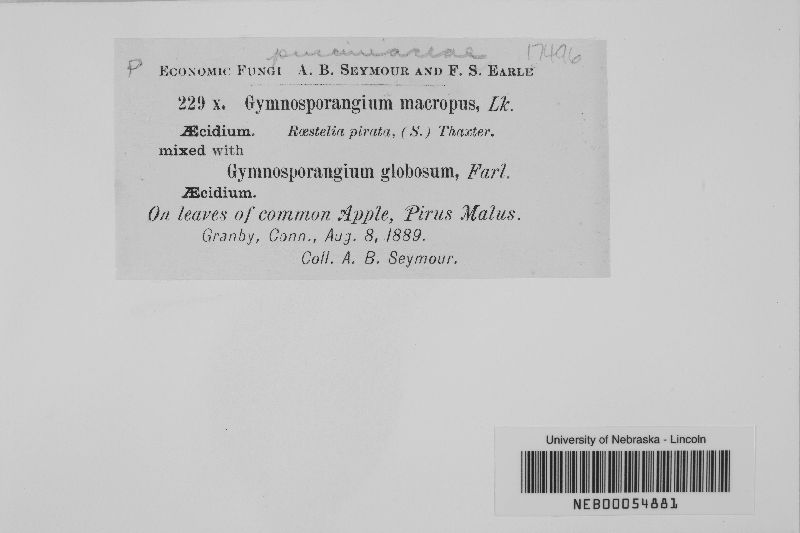 pucciniaceae 17496
P Economic Fungi A. B. Seymour and F. S. Earle
229 x. Gymnosporangium macropus, Lk.
Æcidium. Rœstelia pirata, (S.) Thaxter.
mixed with
Gymnosporangium globosum, Farl.
Æcidium.
On leaves of common Apple, Pirus Malus.
Granby, Conn., Aug. 8, 1889.
Coll. A. B. Seymour.
University of Nebraska - Lincoln
NEB00054881